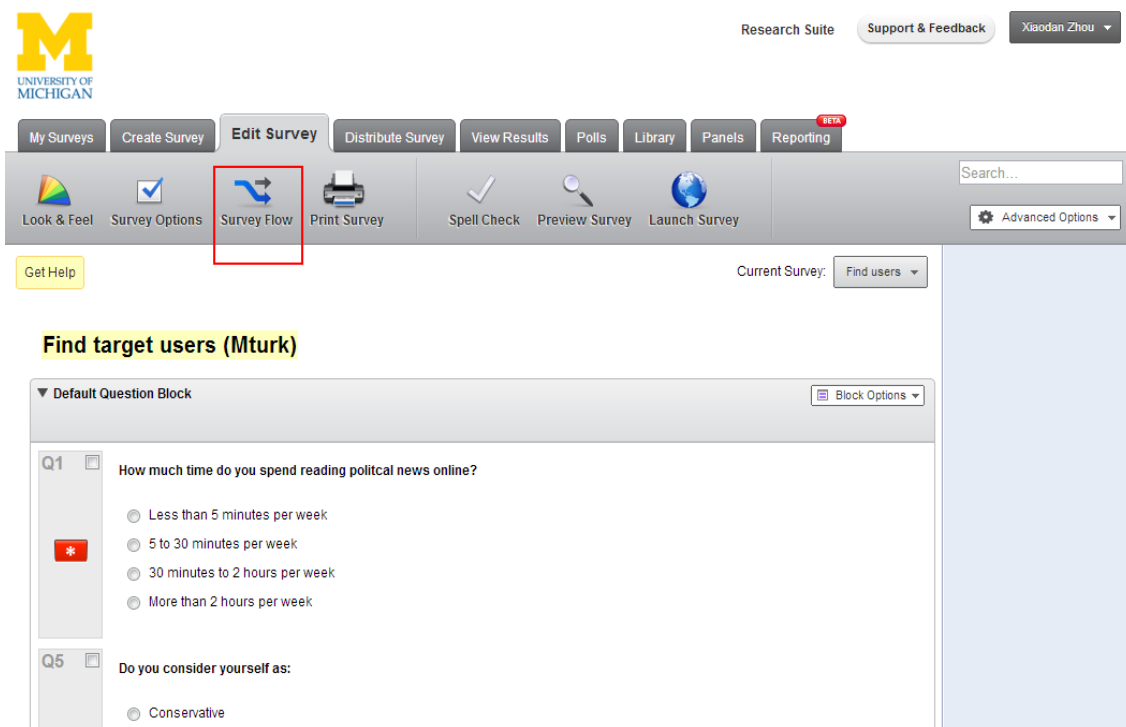 UNIVERSITY OF
MICHIGAN
Research Suite
Support & Feedback
Xiaodan Zhou
My Surveys
Create Survey
Edit Survey
Distribute Survey
View Results
Polls
Library
Panels
Reporting
BETA
Look & Feel
Survey Options
Survey Flow
Print Survey
Spell Check
Preview Survey
Launch Survey
Search...
Advanced Options
Get Help
Current Survey:
Find users
Find target users (Mturk)
Default Question Block
Block Options
Q1
How much time do you spend reading politcal news online?
Less than 5 minutes per week
5 to 30 minutes per week
30 minutes to 2 hours per week
More than 2 hours per week
Q5
Do you consider yourself as:
Conservative